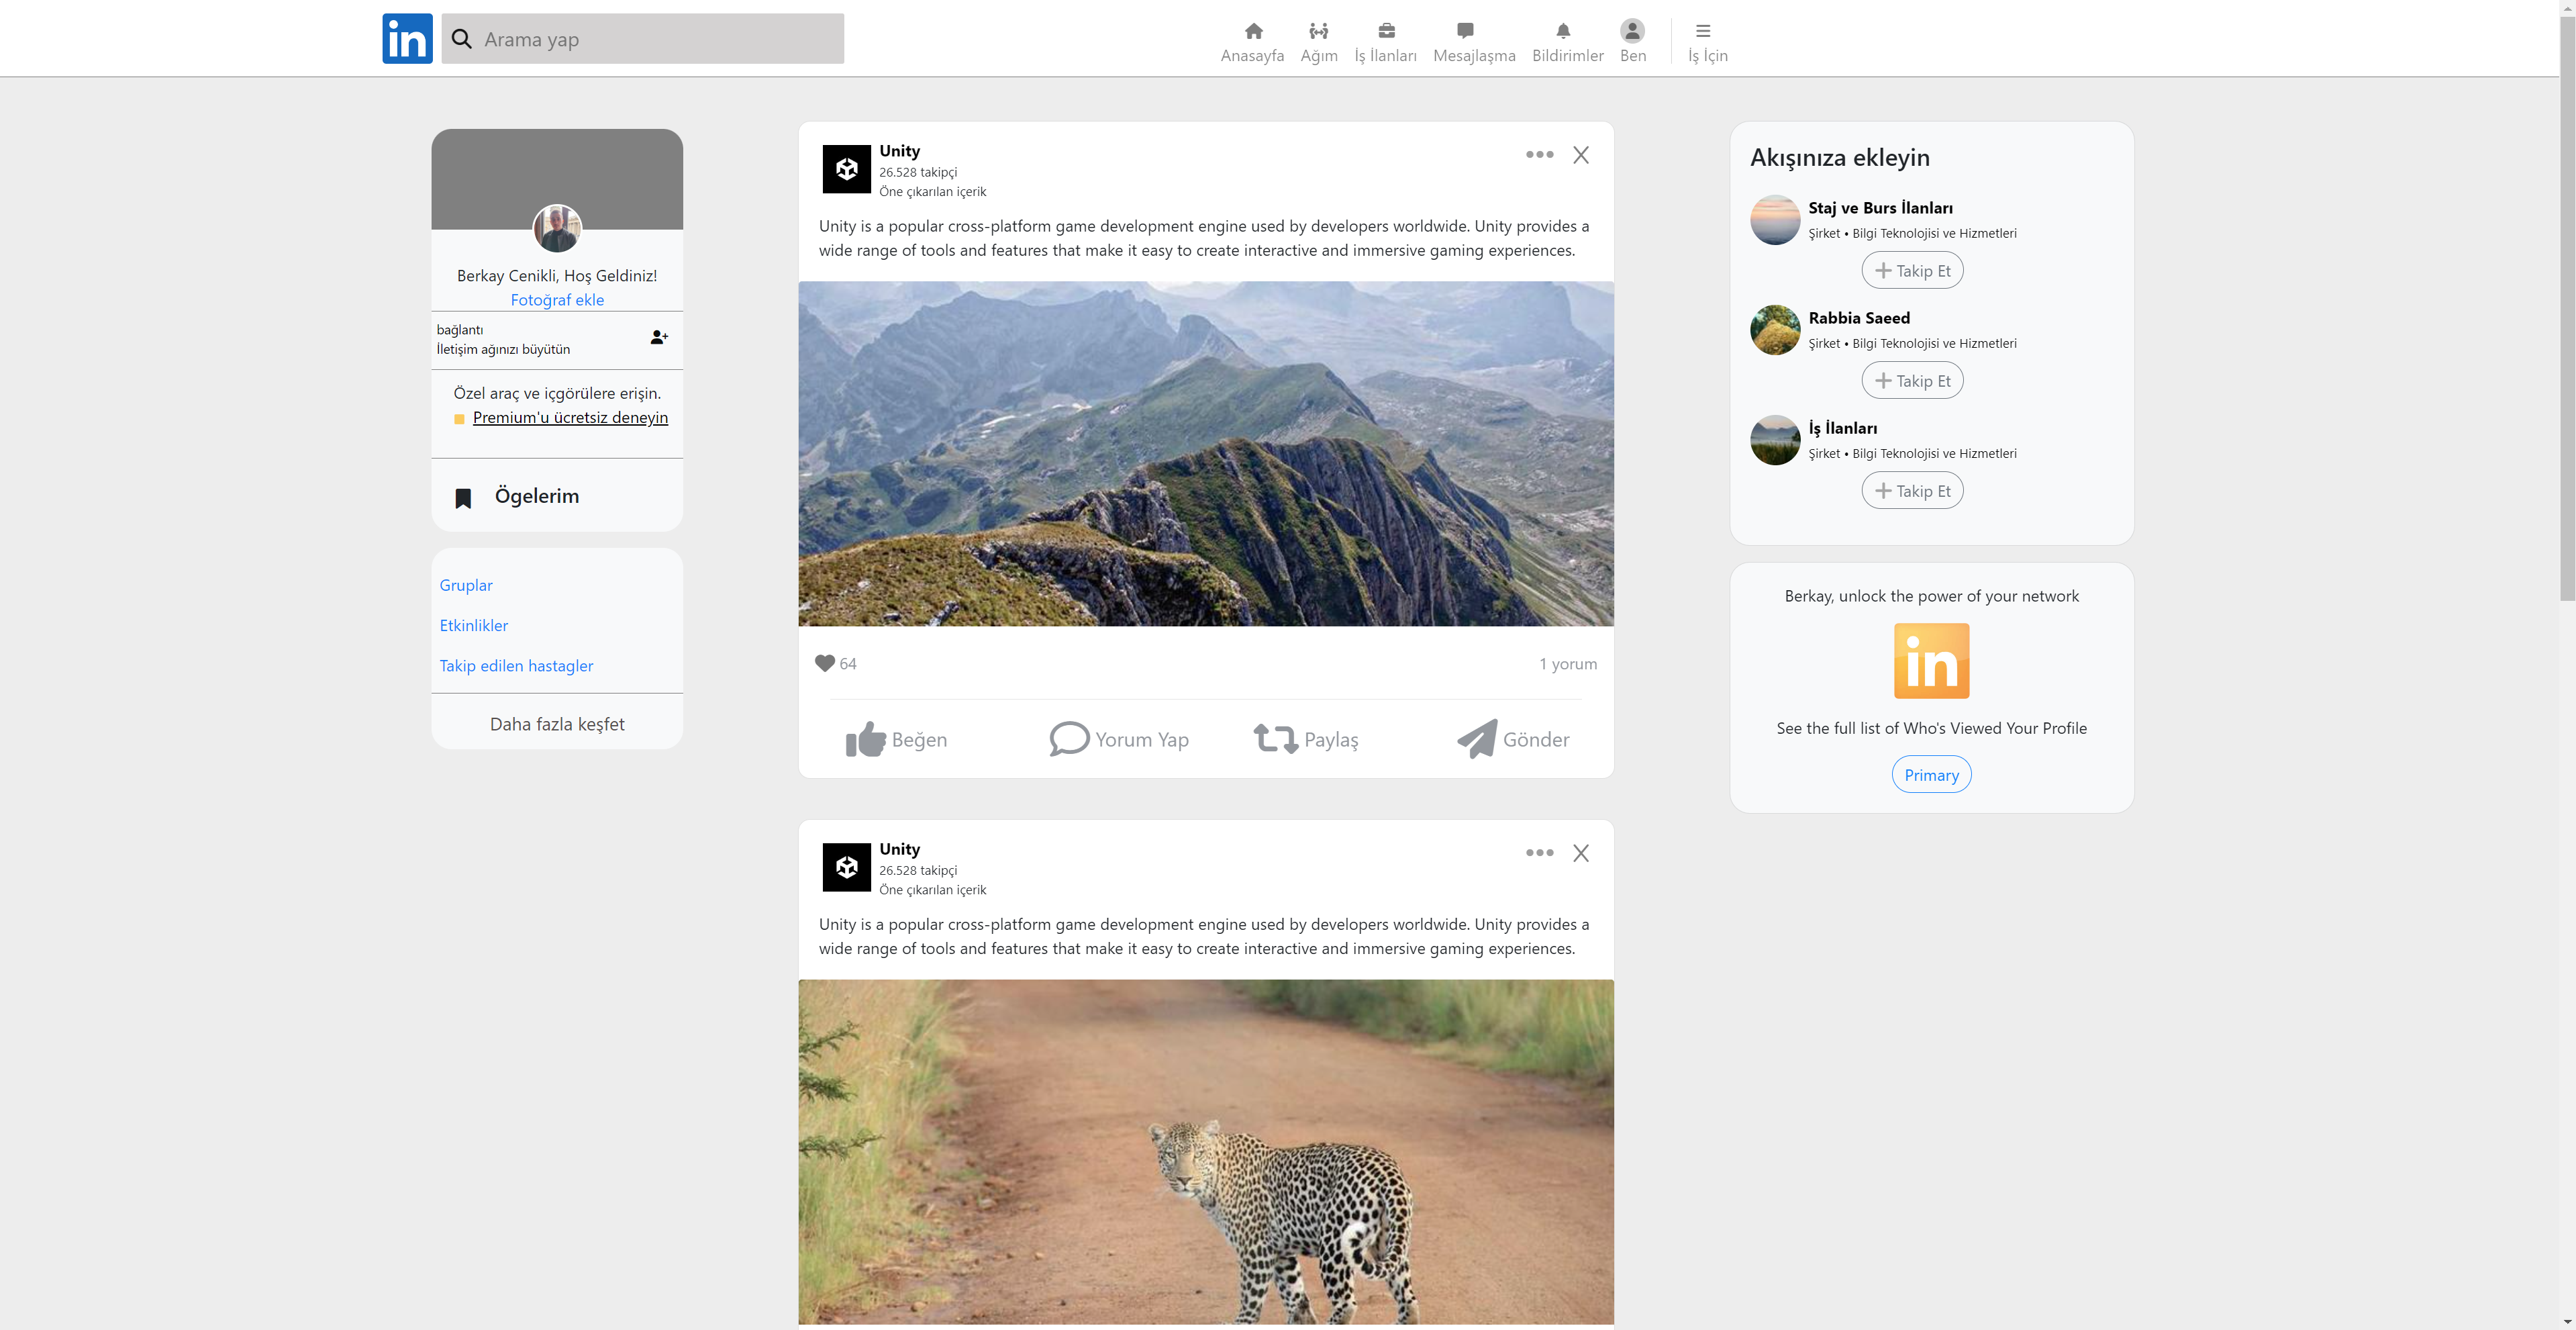 in
Arama yap
Anasayfa
Ağım
İş İlanları
Mesajlaşma
Bildirimler
Ben
İş İçin
Berkay Cenikli, Hoş Geldiniz!
Fotoğraf ekle
bağlantı
İletişim ağınızı büyütün
Özel araç ve içgörülere erişin.
Premium'u ücretsiz deneyin
Ögelerim
Gruplar
Etkinlikler
Takip edilen hastagler
Daha fazla keşfet
Unity
26.528 takipçi
Öne çıkarılan içerik
Unity is a popular cross-platform game development engine used by developers worldwide. Unity provides a
wide range of tools and features that make it easy to create interactive and immersive gaming experiences.
64
1 yorum
Beğen
Yorum Yap
Paylaş
Gönder
Unity
26.528 takipçi
Öne çıkarılan içerik
Unity is a popular cross-platform game development engine used by developers worldwide. Unity provides a
wide range of tools and features that make it easy to create interactive and immersive gaming experiences.
Akışınıza ekleyin
Staj ve Burs İlanları
Şirket • Bilgi Teknolojisi ve Hizmetleri
Takip Et
Rabbia Saeed
Şirket • Bilgi Teknolojisi ve Hizmetleri
Takip Et
İş İlanları
Şirket • Bilgi Teknolojisi ve Hizmetleri
Takip Et
Berkay, unlock the power of your network
in
See the full list of Who's Viewed Your Profile
Primary